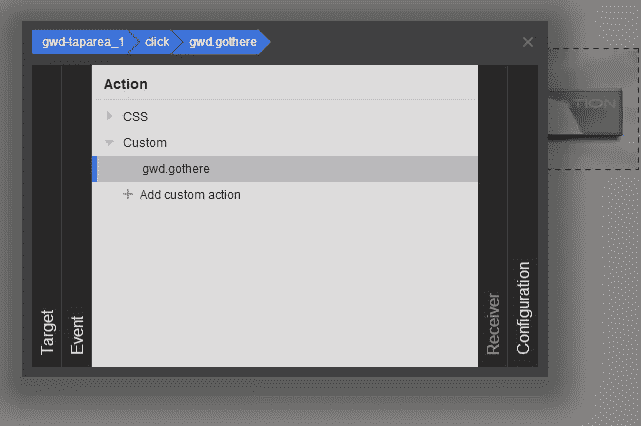 gwd-taparea_1 click gwd.gothere
Action
CSS
Custom
gwd.gothere
Add custom action
Target
Event
Receiver
Configuration
TION